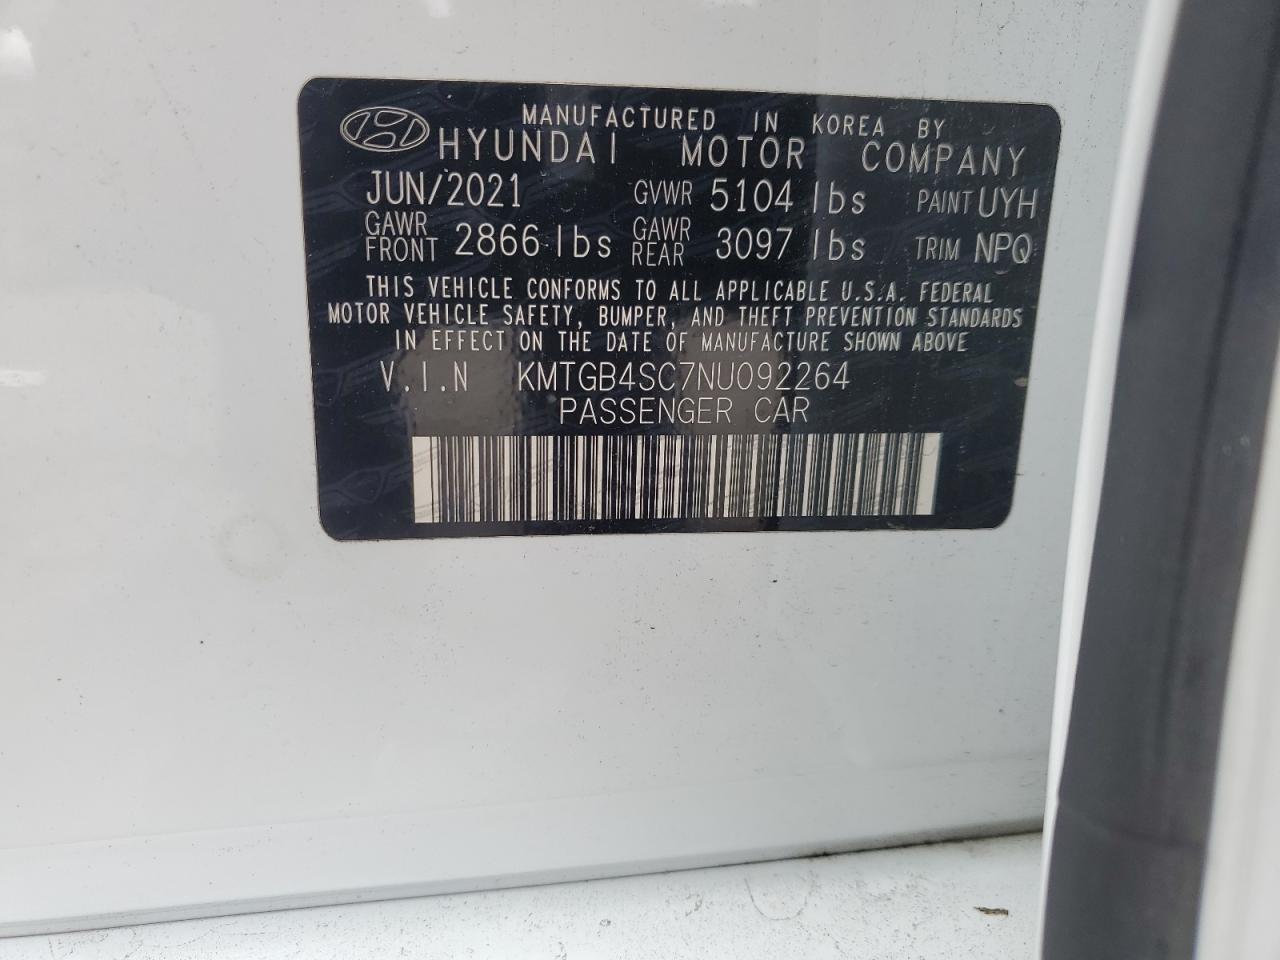 MANUFACTURED IN KOREA BY
HYUNDAI MOTOR COMPANY
JUN/2021 GVWR 5104 lbs PAINT UYH
GAWR FRONT 2866 lbs GAWR REAR 3097 lbs TRIM NPQ
THIS VEHICLE CONFORMS TO ALL APPLICABLE U.S.A. FEDERAL
MOTOR VEHICLE SAFETY, BUMPER, AND THEFT PREVENTION STANDARDS
IN EFFECT ON THE DATE OF MANUFACTURE SHOWN ABOVE
V.I.N KMTGB4SC7NU092264
PASSENGER CAR